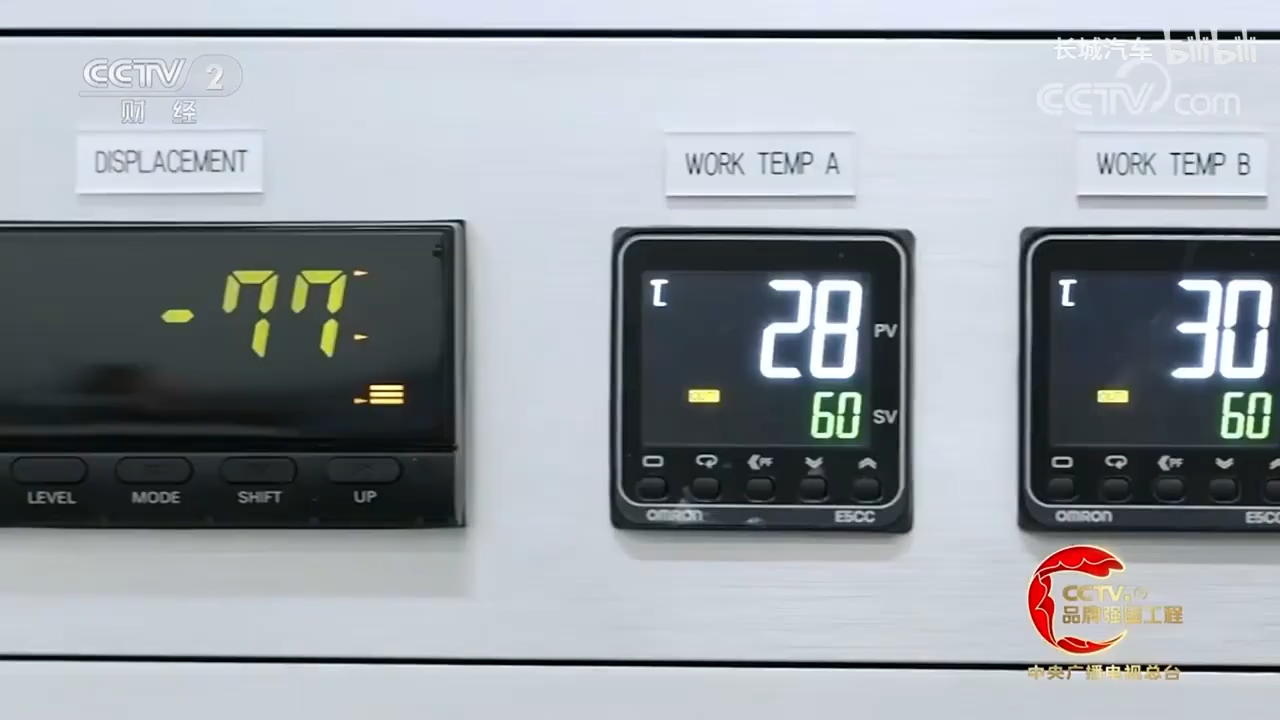 长城汽车 bilibili
CCTV 2
财经
CCTV.com
DISPLACEMENT
WORK TEMP A
WORK TEMP B
-77
28
PV
60
SV
30
60
LEVEL MODE SHIFT UP
PF
OMRON E5CC
PF
OMRON E5CC
CCTV
品牌强国工程
中央广播电视总台